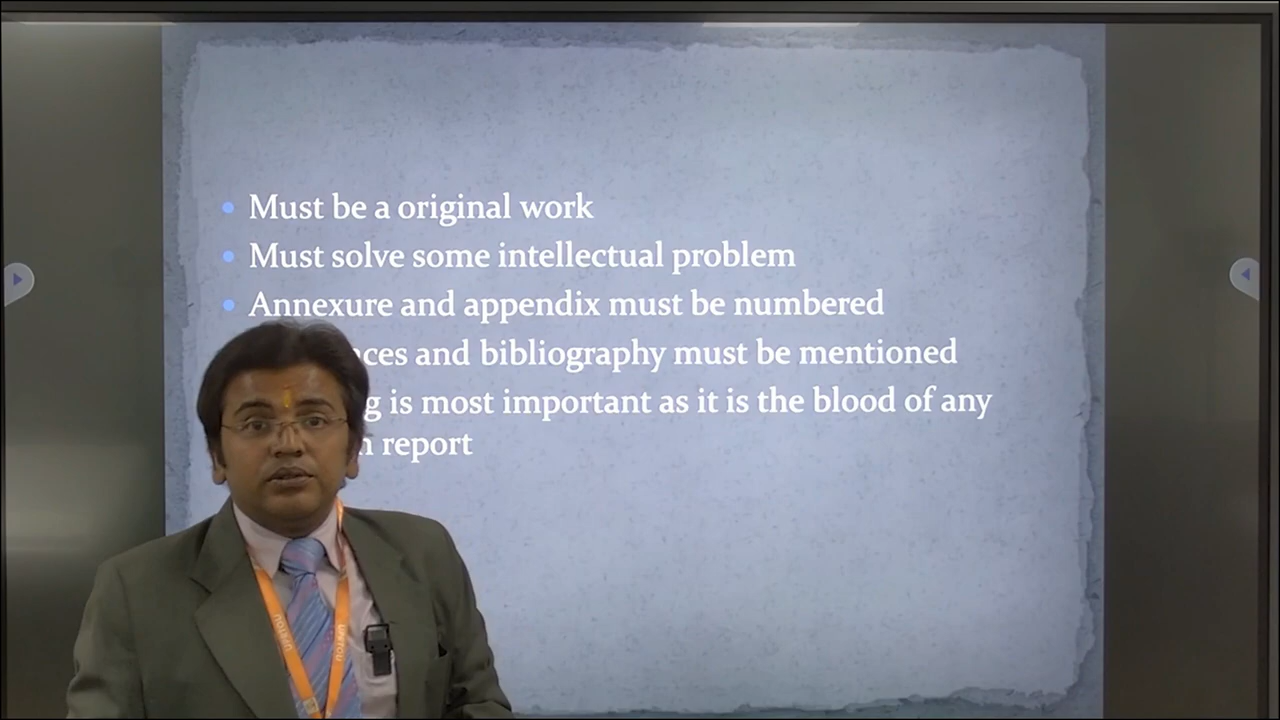 Must be a original work
Must solve some intellectual problem
Annexure and appendix must be numbered
and bibliography must be mentioned
is most important as it is the blood of any
report